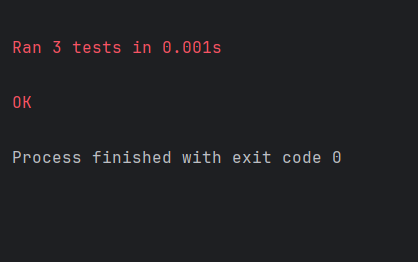 Ran 3 tests in 0.001s
OK
Process finished with exit code 0